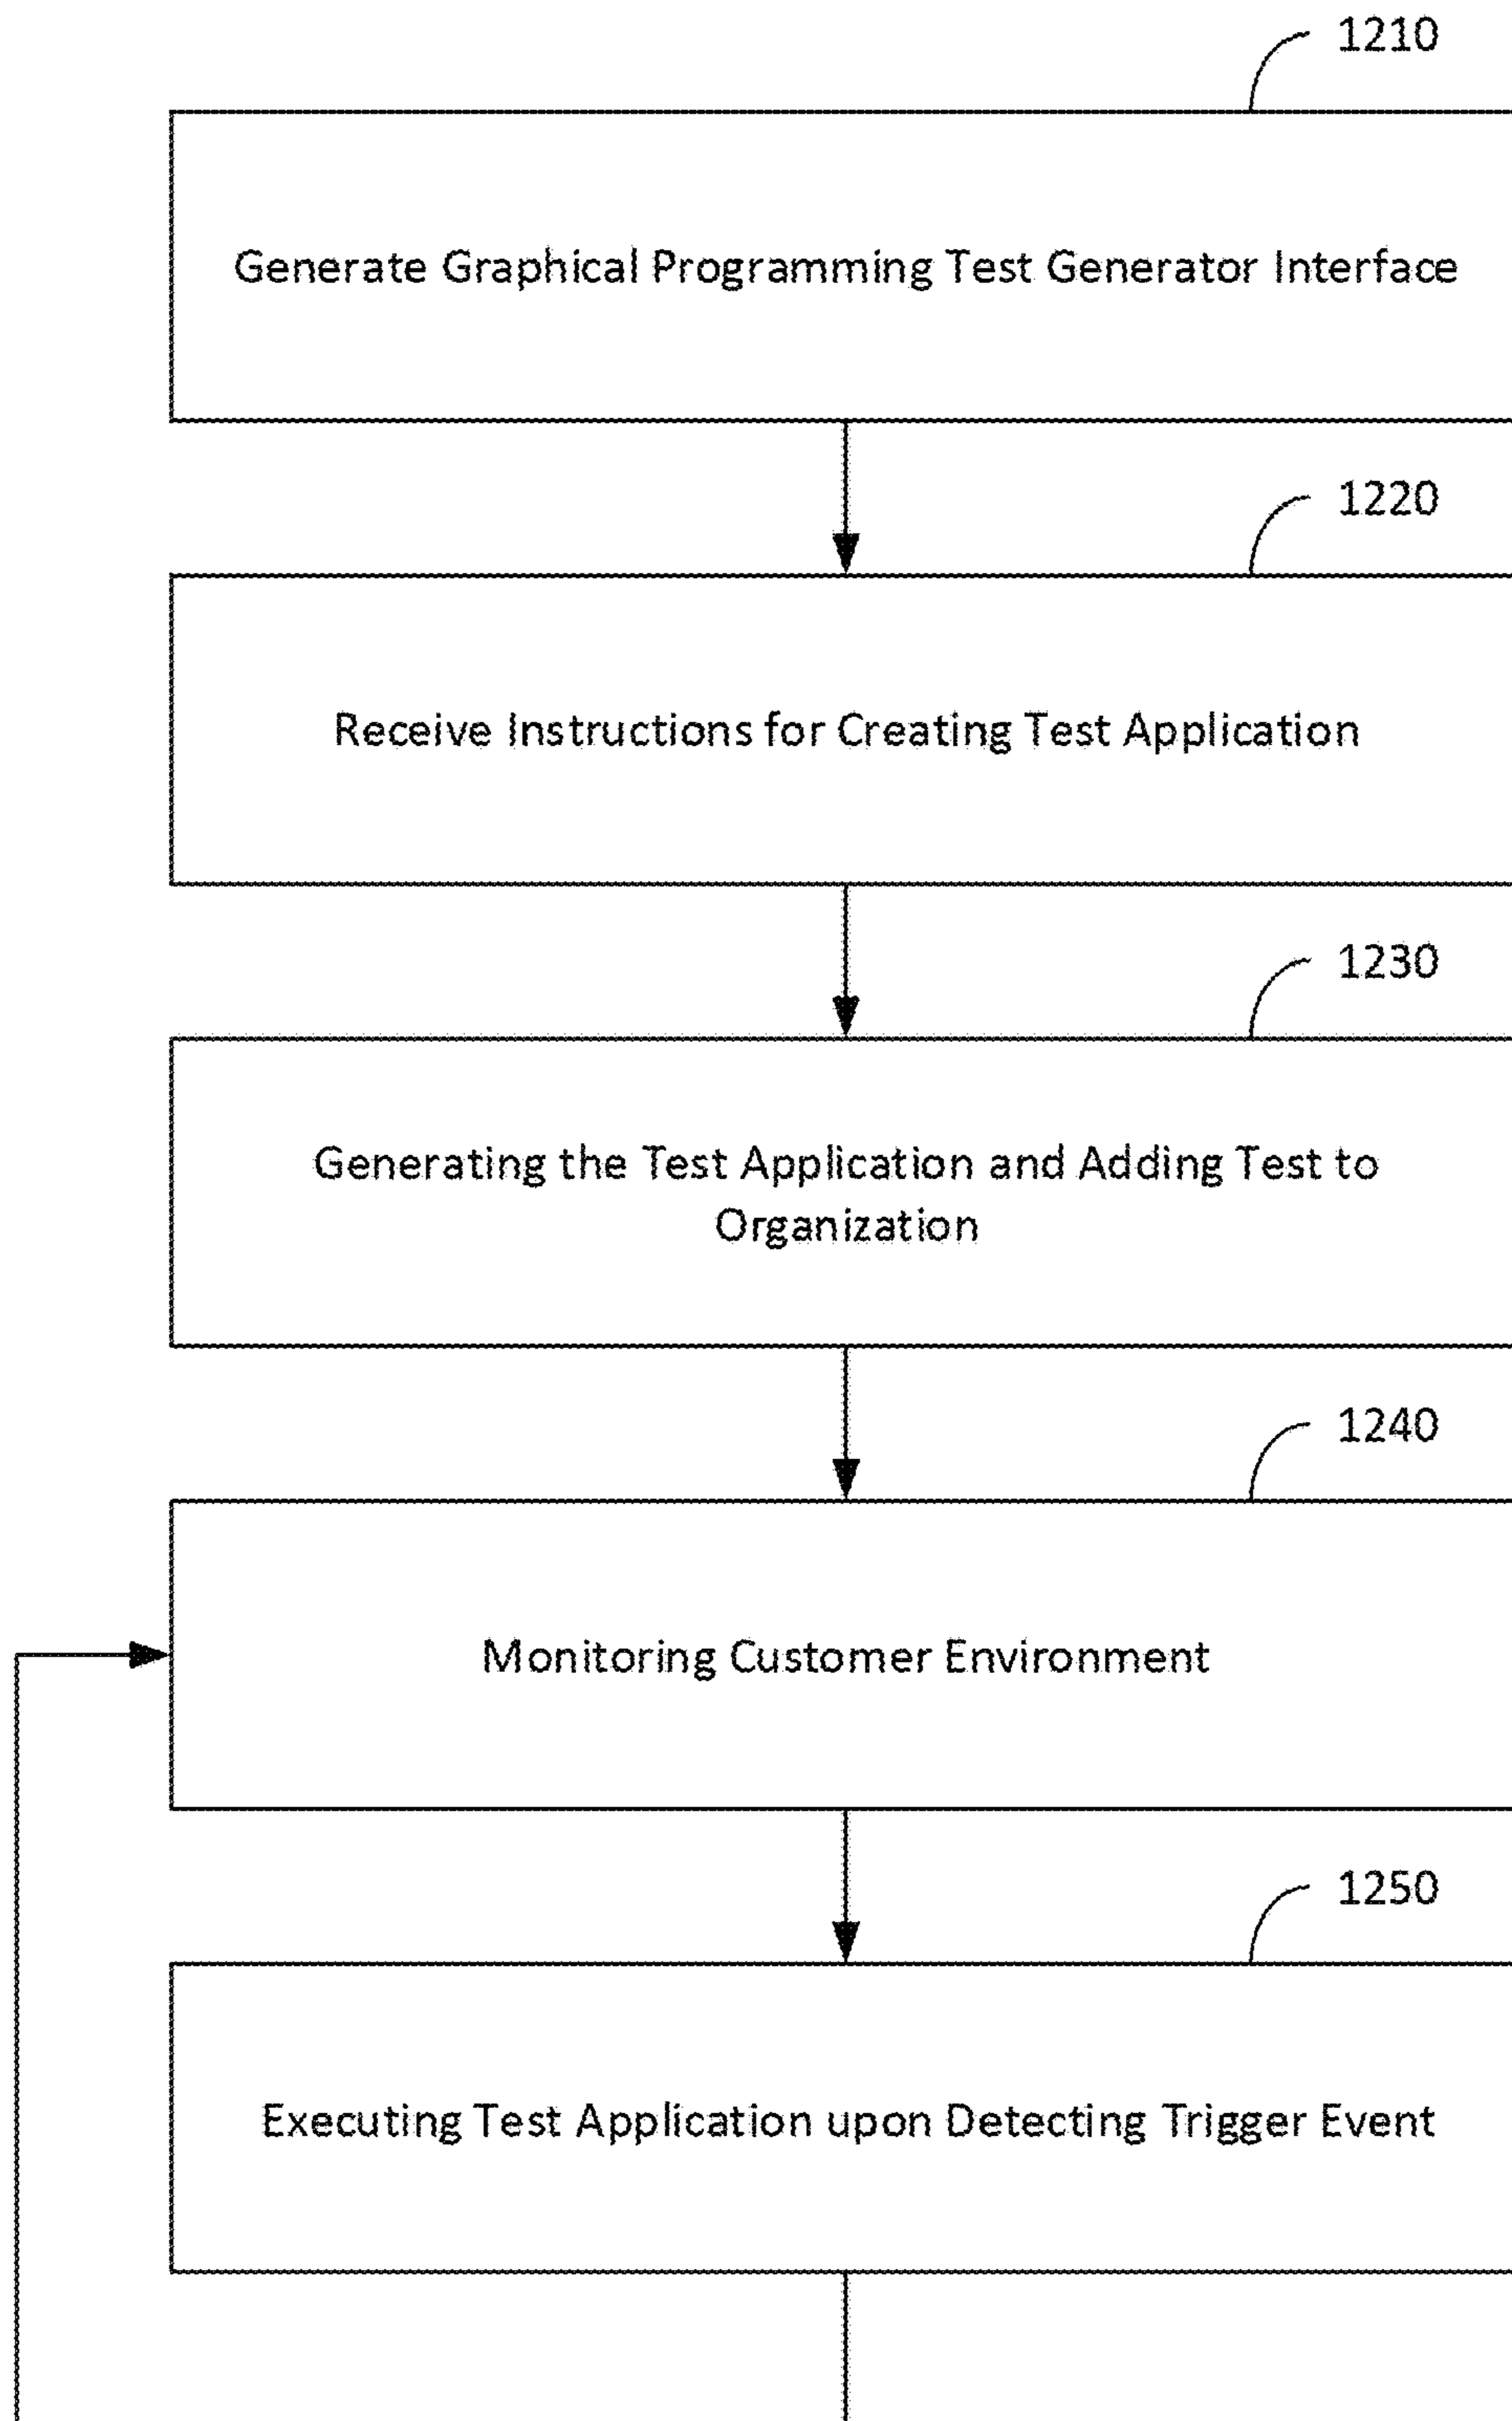 1210
Generate Graphical Programming Test Generator Interface
1220
Receive Instructions for Creating Test Application
1230
Generating the Test Application and Adding Test to
Organization
1240
Monitoring Customer Environment
1250
Executing Test Application upon Detecting Trigger Event